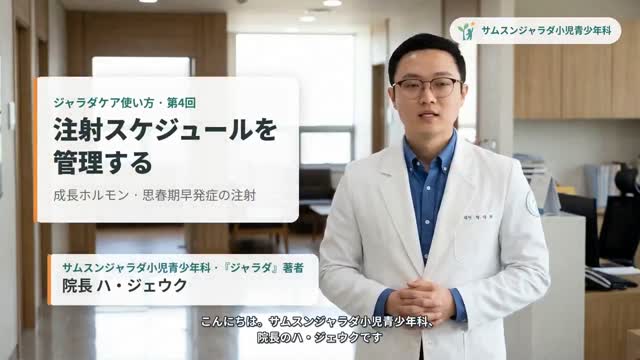 サムスンジャラダ小児青少年科
ジャラダケア使い方・第4回
注射スケジュールを
管理する
成長ホルモン・思春期早発症の注射
サムスンジャラダ小児青少年科・『ジャラダ』著者
院長 ハ・ジェウク
こんにちは。サムスンジャラダ小児青少年科、
院長のハ・ジェウクです